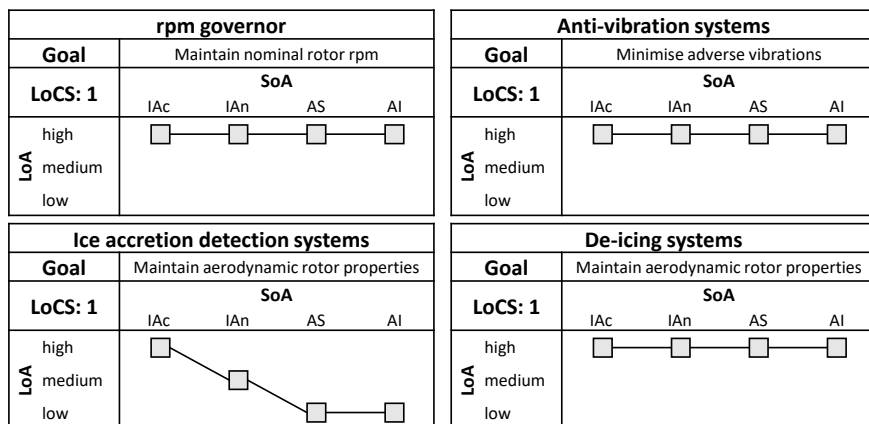 rpm governor
Goal Maintain nominal rotor rpm
LoCS: 1 SoA
IAc IAn AS AI
LoA
high
medium
low
Anti-vibration systems
Goal Minimise adverse vibrations
LoCS: 1 SoA
IAc IAn AS AI
LoA
high
medium
low
Ice accretion detection systems
Goal Maintain aerodynamic rotor properties
LoCS: 1 SoA
IAc IAn AS AI
LoA
high
medium
low
De-icing systems
Goal Maintain aerodynamic rotor properties
LoCS: 1 SoA
IAc IAn AS AI
LoA
high
medium
low